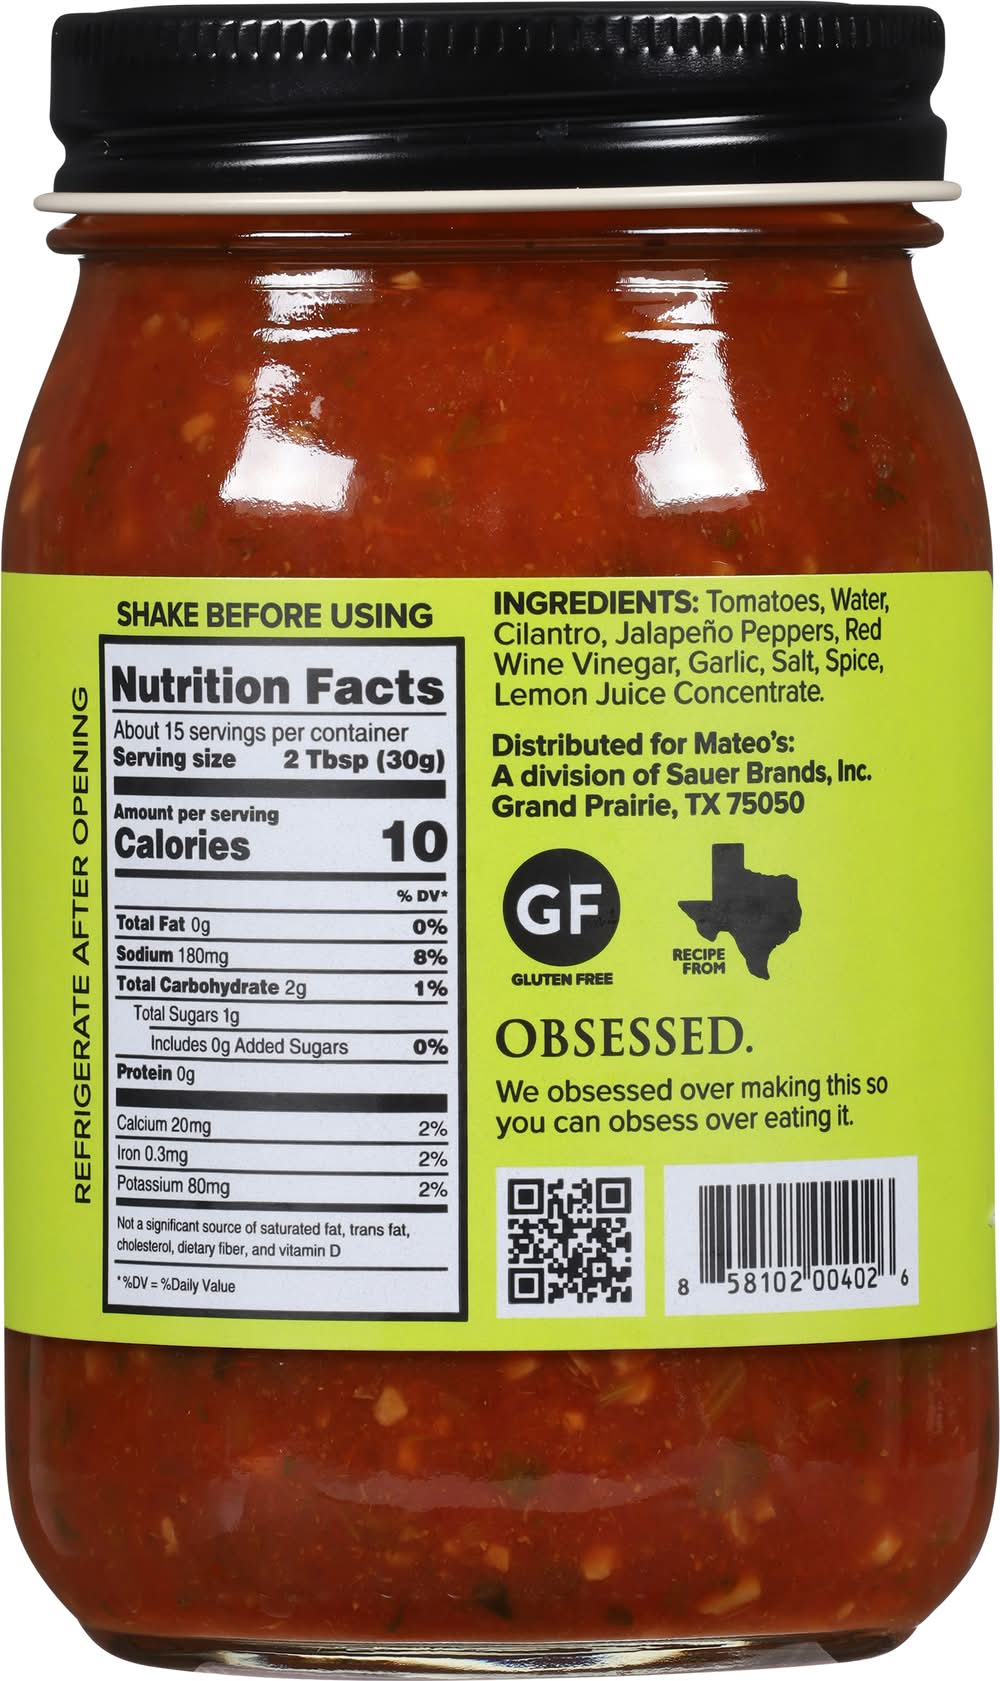 SHAKE BEFORE USING
REFRIGERATE AFTER OPENING
Nutrition Facts
About 15 servings per container
Serving size 2 Tbsp (30g)
Amount per serving
Calories 10
% DV*
Total Fat 0g 0%
Sodium 180mg 8%
Total Carbohydrate 2g 1%
Total Sugars 1g
Includes 0g Added Sugars 0%
Protein 0g
Calcium 20mg 2%
Iron 0.3mg 2%
Potassium 80mg 2%
Not a significant source of saturated fat, trans fat,
cholesterol, dietary fiber, and vitamin D
*%DV = %Daily Value
INGREDIENTS: Tomatoes, Water,
Cilantro, Jalapeño Peppers, Red
Wine Vinegar, Garlic, Salt, Spice,
Lemon Juice Concentrate.
Distributed for Mateo's:
A division of Sauer Brands, Inc.
Grand Prairie, TX 75050
GF
GLUTEN FREE
RECIPE
FROM
OBSESSED.
We obsessed over making this so
you can obsess over eating it.
8 58102 00402 6